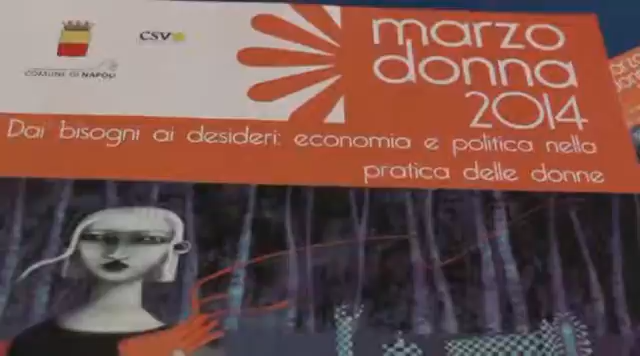 COMUNE DI NAPOLI
CSV
marzo
donna
2014
Dai bisogni ai desideri: economia e politica nella
pratica delle donne